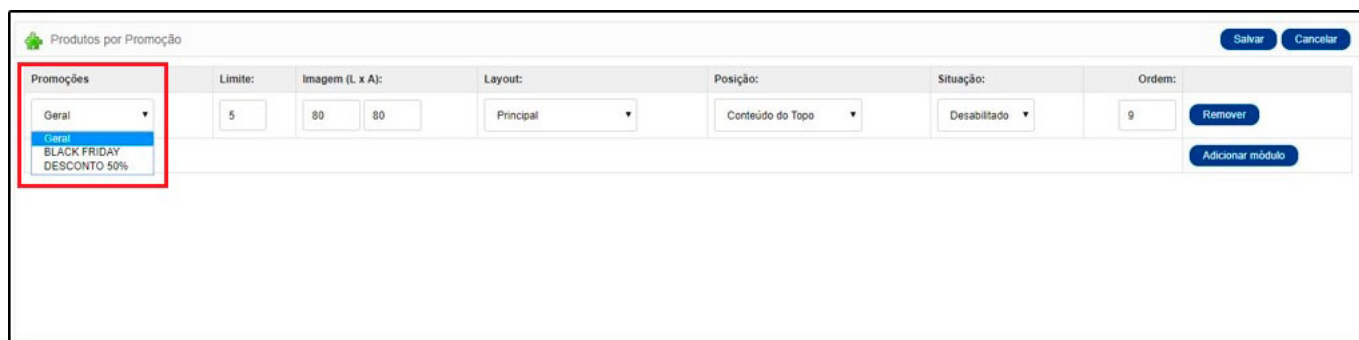 Produtos por Promoção
Salvar Cancelar
Promoções Limite: Imagem (L x A): Layout: Posição: Situação: Ordem:
Geral 5 80 80 Principal Conteúdo do Topo Desabilitado 9 Remover
Geral
BLACK FRIDAY
DESCONTO 50%
Adicionar módulo